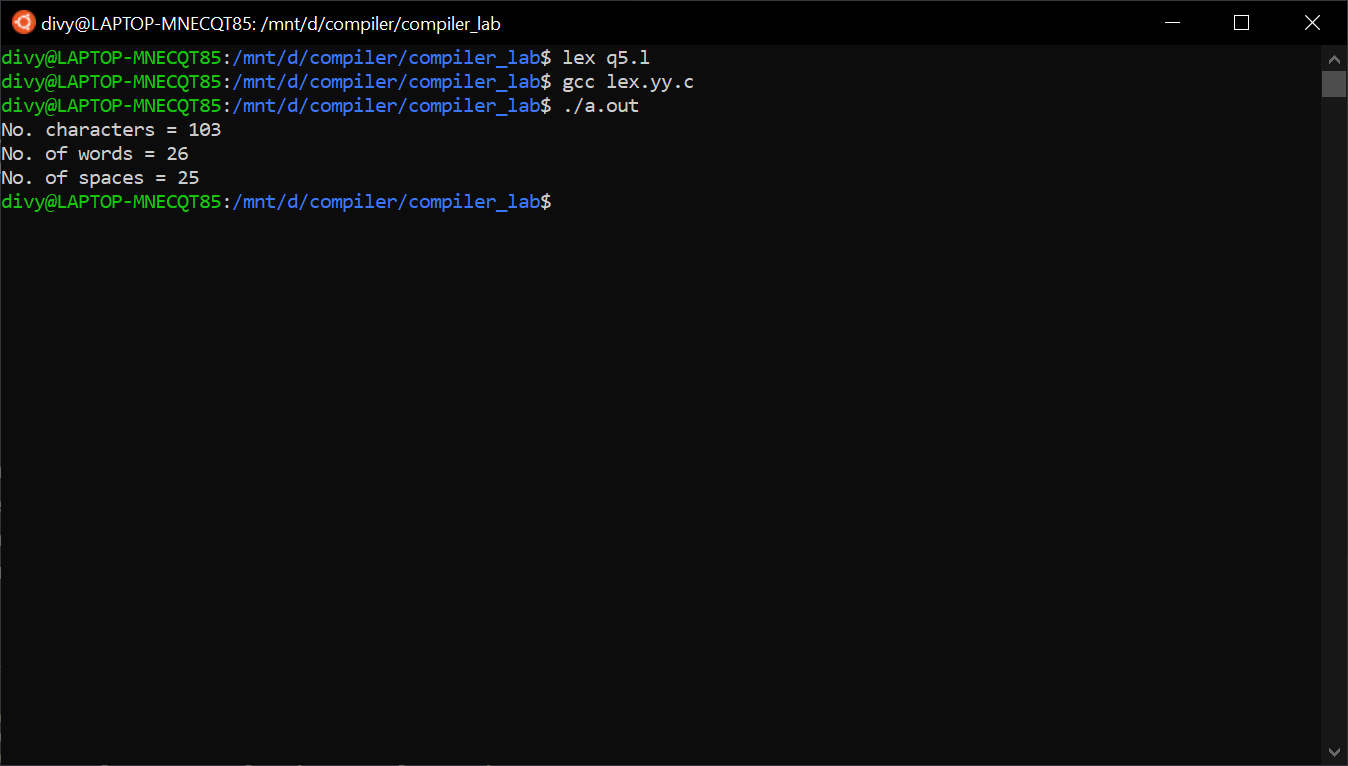 divy@LAPTOP-MNECQT85: /mnt/d/compiler/compiler_lab
divy@LAPTOP-MNECQT85:/mnt/d/compiler/compiler_lab$ lex q5.l
divy@LAPTOP-MNECQT85:/mnt/d/compiler/compiler_lab$ gcc lex.yy.c
divy@LAPTOP-MNECQT85:/mnt/d/compiler/compiler_lab$ ./a.out
No. characters = 103
No. of words = 26
No. of spaces = 25
divy@LAPTOP-MNECQT85:/mnt/d/compiler/compiler_lab$